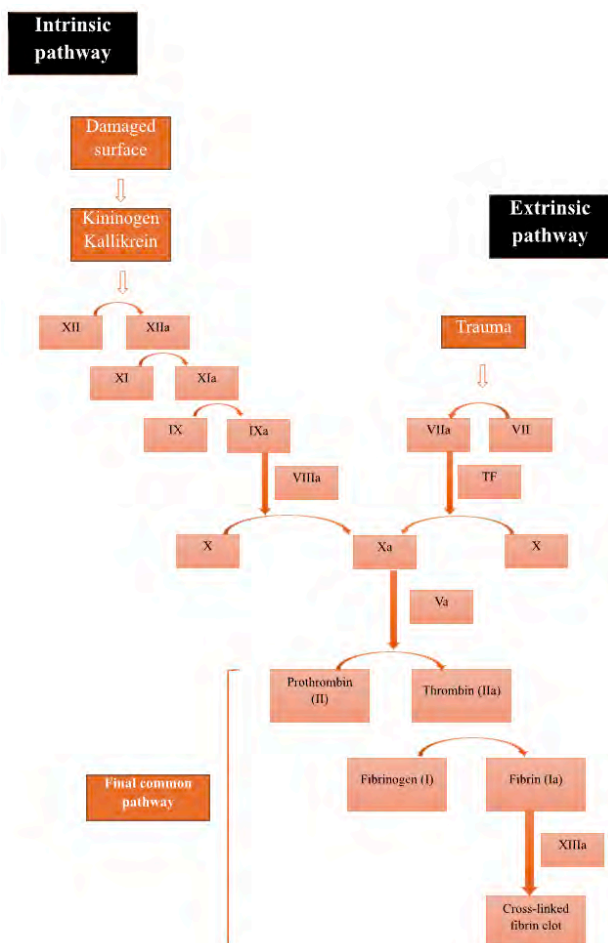 Intrinsic
pathway
Damaged
surface
Kininogen
Kallikrein
Extrinsic
pathway
XII
XIIa
Trauma
XI
XIa
IX
IXa
VIIa
VII
VIIIa
TF
X
Xa
X
Va
Prothrombin
(II)
Thrombin (IIa)
Final common
pathway
Fibrinogen (I)
Fibrin (Ia)
XIIIa
Cross-linked
fibrin clot